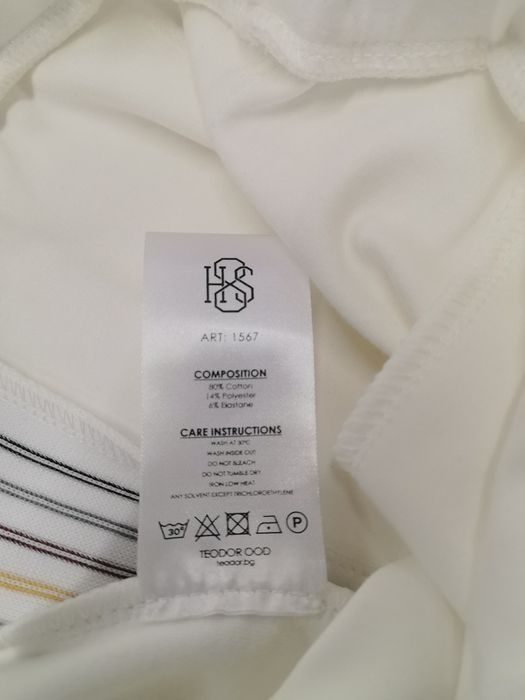 H8S
ART: 1567
COMPOSITION
80% Cotton
14% Polyester
6% Elastane
CARE INSTRUCTIONS
WASH AT 30°C
WASH INSIDE OUT
DO NOT BLEACH
DO NOT TUMBLE DRY
IRON LOW HEAT
ANY SOLVENT EXCEPT TRICHLOROETHYLENE
30° P
TEODOR OOD
teodor.bg